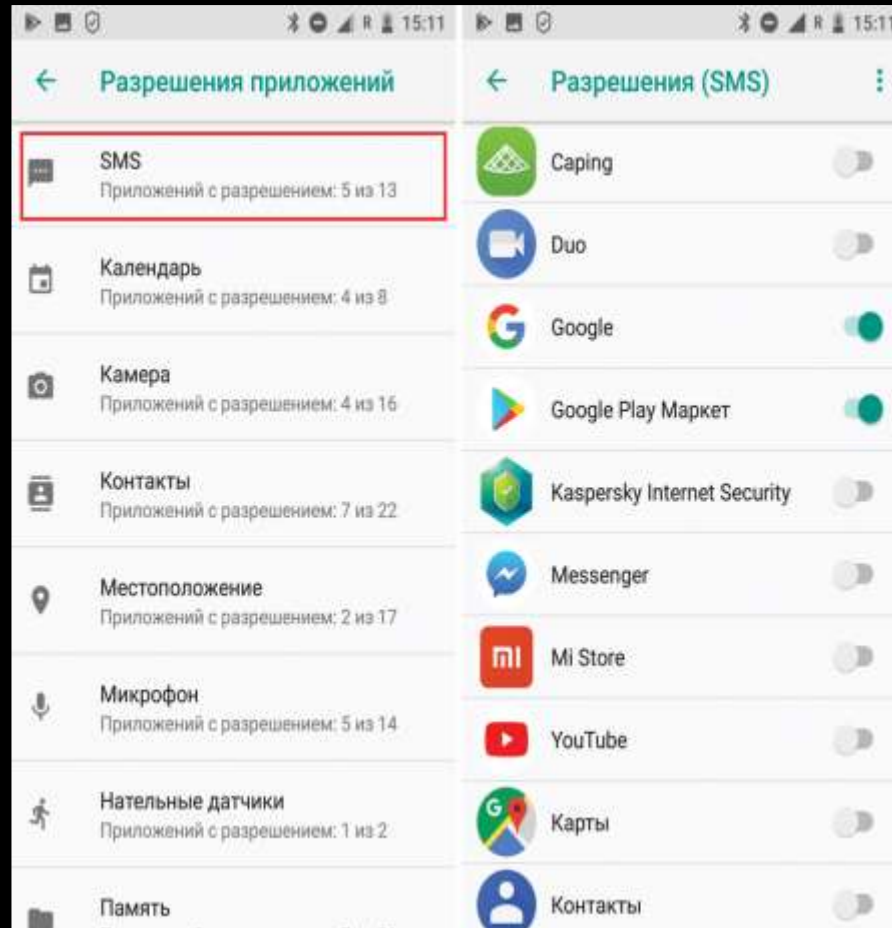 R 15:11
Разрешения приложений
SMS
Приложений с разрешением: 5 из 13
Календарь
Приложений с разрешением: 4 из 8
Камера
Приложений с разрешением: 4 из 16
Контакты
Приложений с разрешением: 7 из 22
Местоположение
Приложений с разрешением: 2 из 17
Микрофон
Приложений с разрешением: 5 из 14
Нательные датчики
Приложений с разрешением: 1 из 2
Память
R 15:11
Разрешения (SMS)
Caping
Duo
Google
Google Play Маркет
Kaspersky Internet Security
Messenger
Mi Store
YouTube
Карты
Контакты